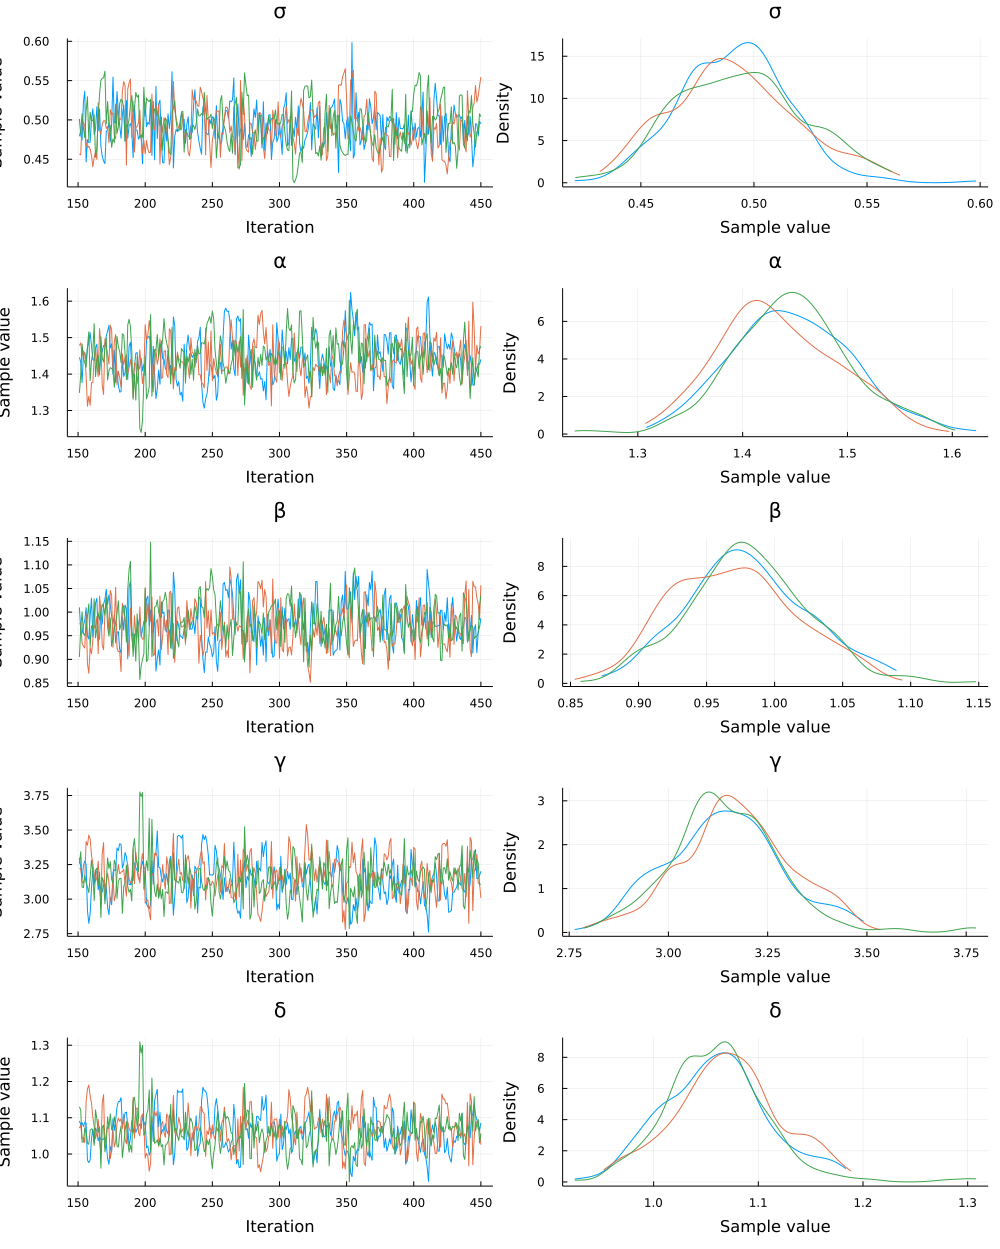 σ
0.60
0.55
0.50
0.45
150 200 250 300 350 400 450
Iteration
σ
Density
15
10
5
0
0.45 0.50 0.55 0.60
Sample value
α
Sample value
1.6
1.5
1.4
1.3
150 200 250 300 350 400 450
Iteration
α
Density
6
4
2
0
1.3 1.4 1.5 1.6
Sample value
β
1.15
1.10
1.05
1.00
0.95
0.90
0.85
150 200 250 300 350 400 450
Iteration
β
Density
8
6
4
2
0
0.85 0.90 0.95 1.00 1.05 1.10 1.15
Sample value
γ
3.75
3.50
3.25
3.00
2.75
150 200 250 300 350 400 450
Iteration
γ
Density
3
2
1
0
2.75 3.00 3.25 3.50 3.75
Sample value
δ
Sample value
1.3
1.2
1.1
1.0
150 200 250 300 350 400 450
Iteration
δ
Density
8
6
4
2
0
1.0 1.1 1.2 1.3
Sample value